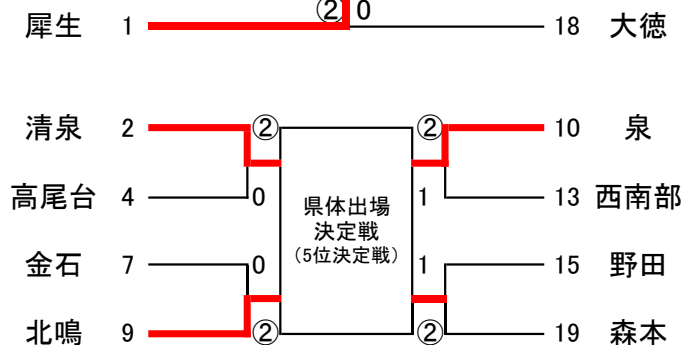 ② 0
犀生 1 18 大徳
清泉 2 ② ② 10 泉
高尾台 4 0 1 13 西南部
県体出場
決定戦
(5位決定戦)
金石 7 0 1 15 野田
北鳴 9 ② ② 19 森本